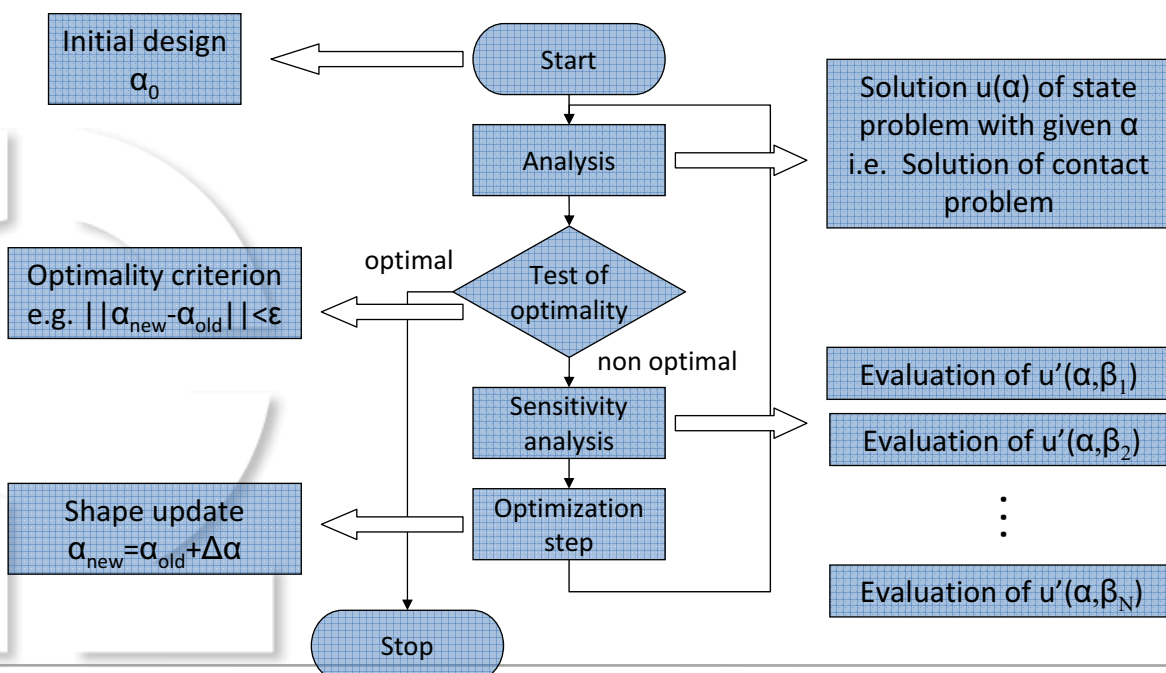 Initial design
α₀
Start
Solution u(α) of state
problem with given α
i.e. Solution of contact
problem
Analysis
optimal
Test of
optimality
Optimality criterion
e.g. ||αnew-αold||<ε
non optimal
Sensitivity
analysis
Evaluation of u'(α,β₁)
Evaluation of u'(α,β₂)
⋮
Evaluation of u'(α,βN)
Optimization
step
Shape update
αnew=αold+Δα
Stop